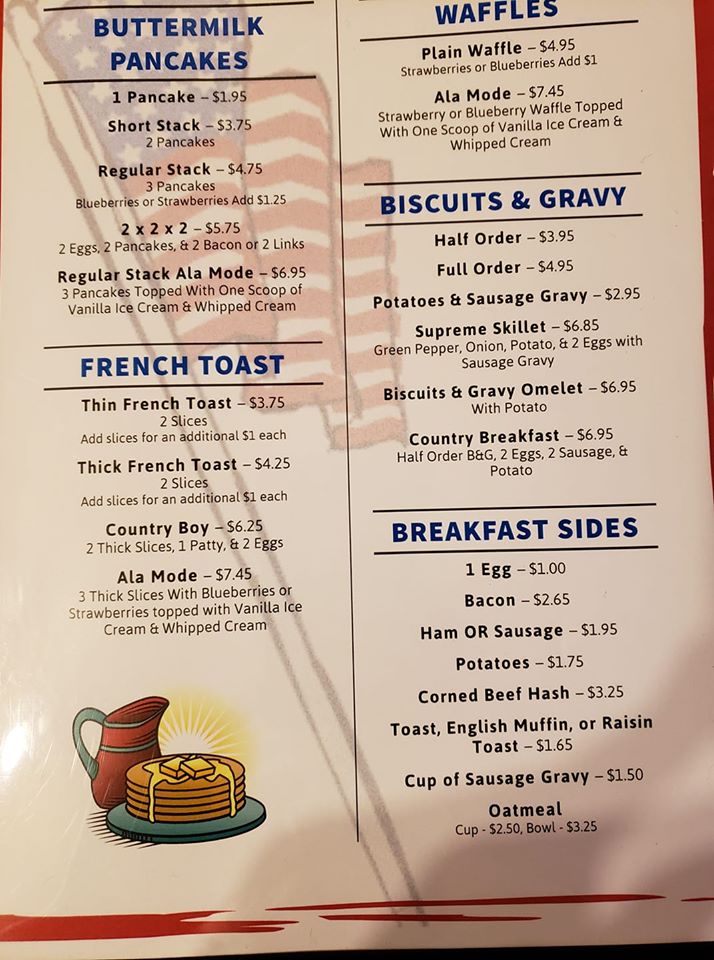 BUTTERMILK
PANCAKES
1 Pancake – $1.95
Short Stack – $3.75
2 Pancakes
Regular Stack – $4.75
3 Pancakes
Blueberries or Strawberries Add $1.25
2 x 2 x 2 – $5.75
2 Eggs, 2 Pancakes, & 2 Bacon or 2 Links
Regular Stack Ala Mode – $6.95
3 Pancakes Topped With One Scoop of
Vanilla Ice Cream & Whipped Cream
FRENCH TOAST
Thin French Toast – $3.75
2 Slices
Add slices for an additional $1 each
Thick French Toast – $4.25
2 Slices
Add slices for an additional $1 each
Country Boy – $6.25
2 Thick Slices, 1 Patty, & 2 Eggs
Ala Mode – $7.45
3 Thick Slices With Blueberries or
Strawberries topped with Vanilla Ice
Cream & Whipped Cream
WAFFLES
Plain Waffle – $4.95
Strawberries or Blueberries Add $1
Ala Mode – $7.45
Strawberry or Blueberry Waffle Topped
With One Scoop of Vanilla Ice Cream &
Whipped Cream
BISCUITS & GRAVY
Half Order – $3.95
Full Order – $4.95
Potatoes & Sausage Gravy – $2.95
Supreme Skillet – $6.85
Green Pepper, Onion, Potato, & 2 Eggs with
Sausage Gravy
Biscuits & Gravy Omelet – $6.95
With Potato
Country Breakfast – $6.95
Half Order B&G, 2 Eggs, 2 Sausage, &
Potato
BREAKFAST SIDES
1 Egg – $1.00
Bacon – $2.65
Ham OR Sausage – $1.95
Potatoes – $1.75
Corned Beef Hash – $3.25
Toast, English Muffin, or Raisin
Toast – $1.65
Cup of Sausage Gravy – $1.50
Oatmeal
Cup - $2.50, Bowl - $3.25